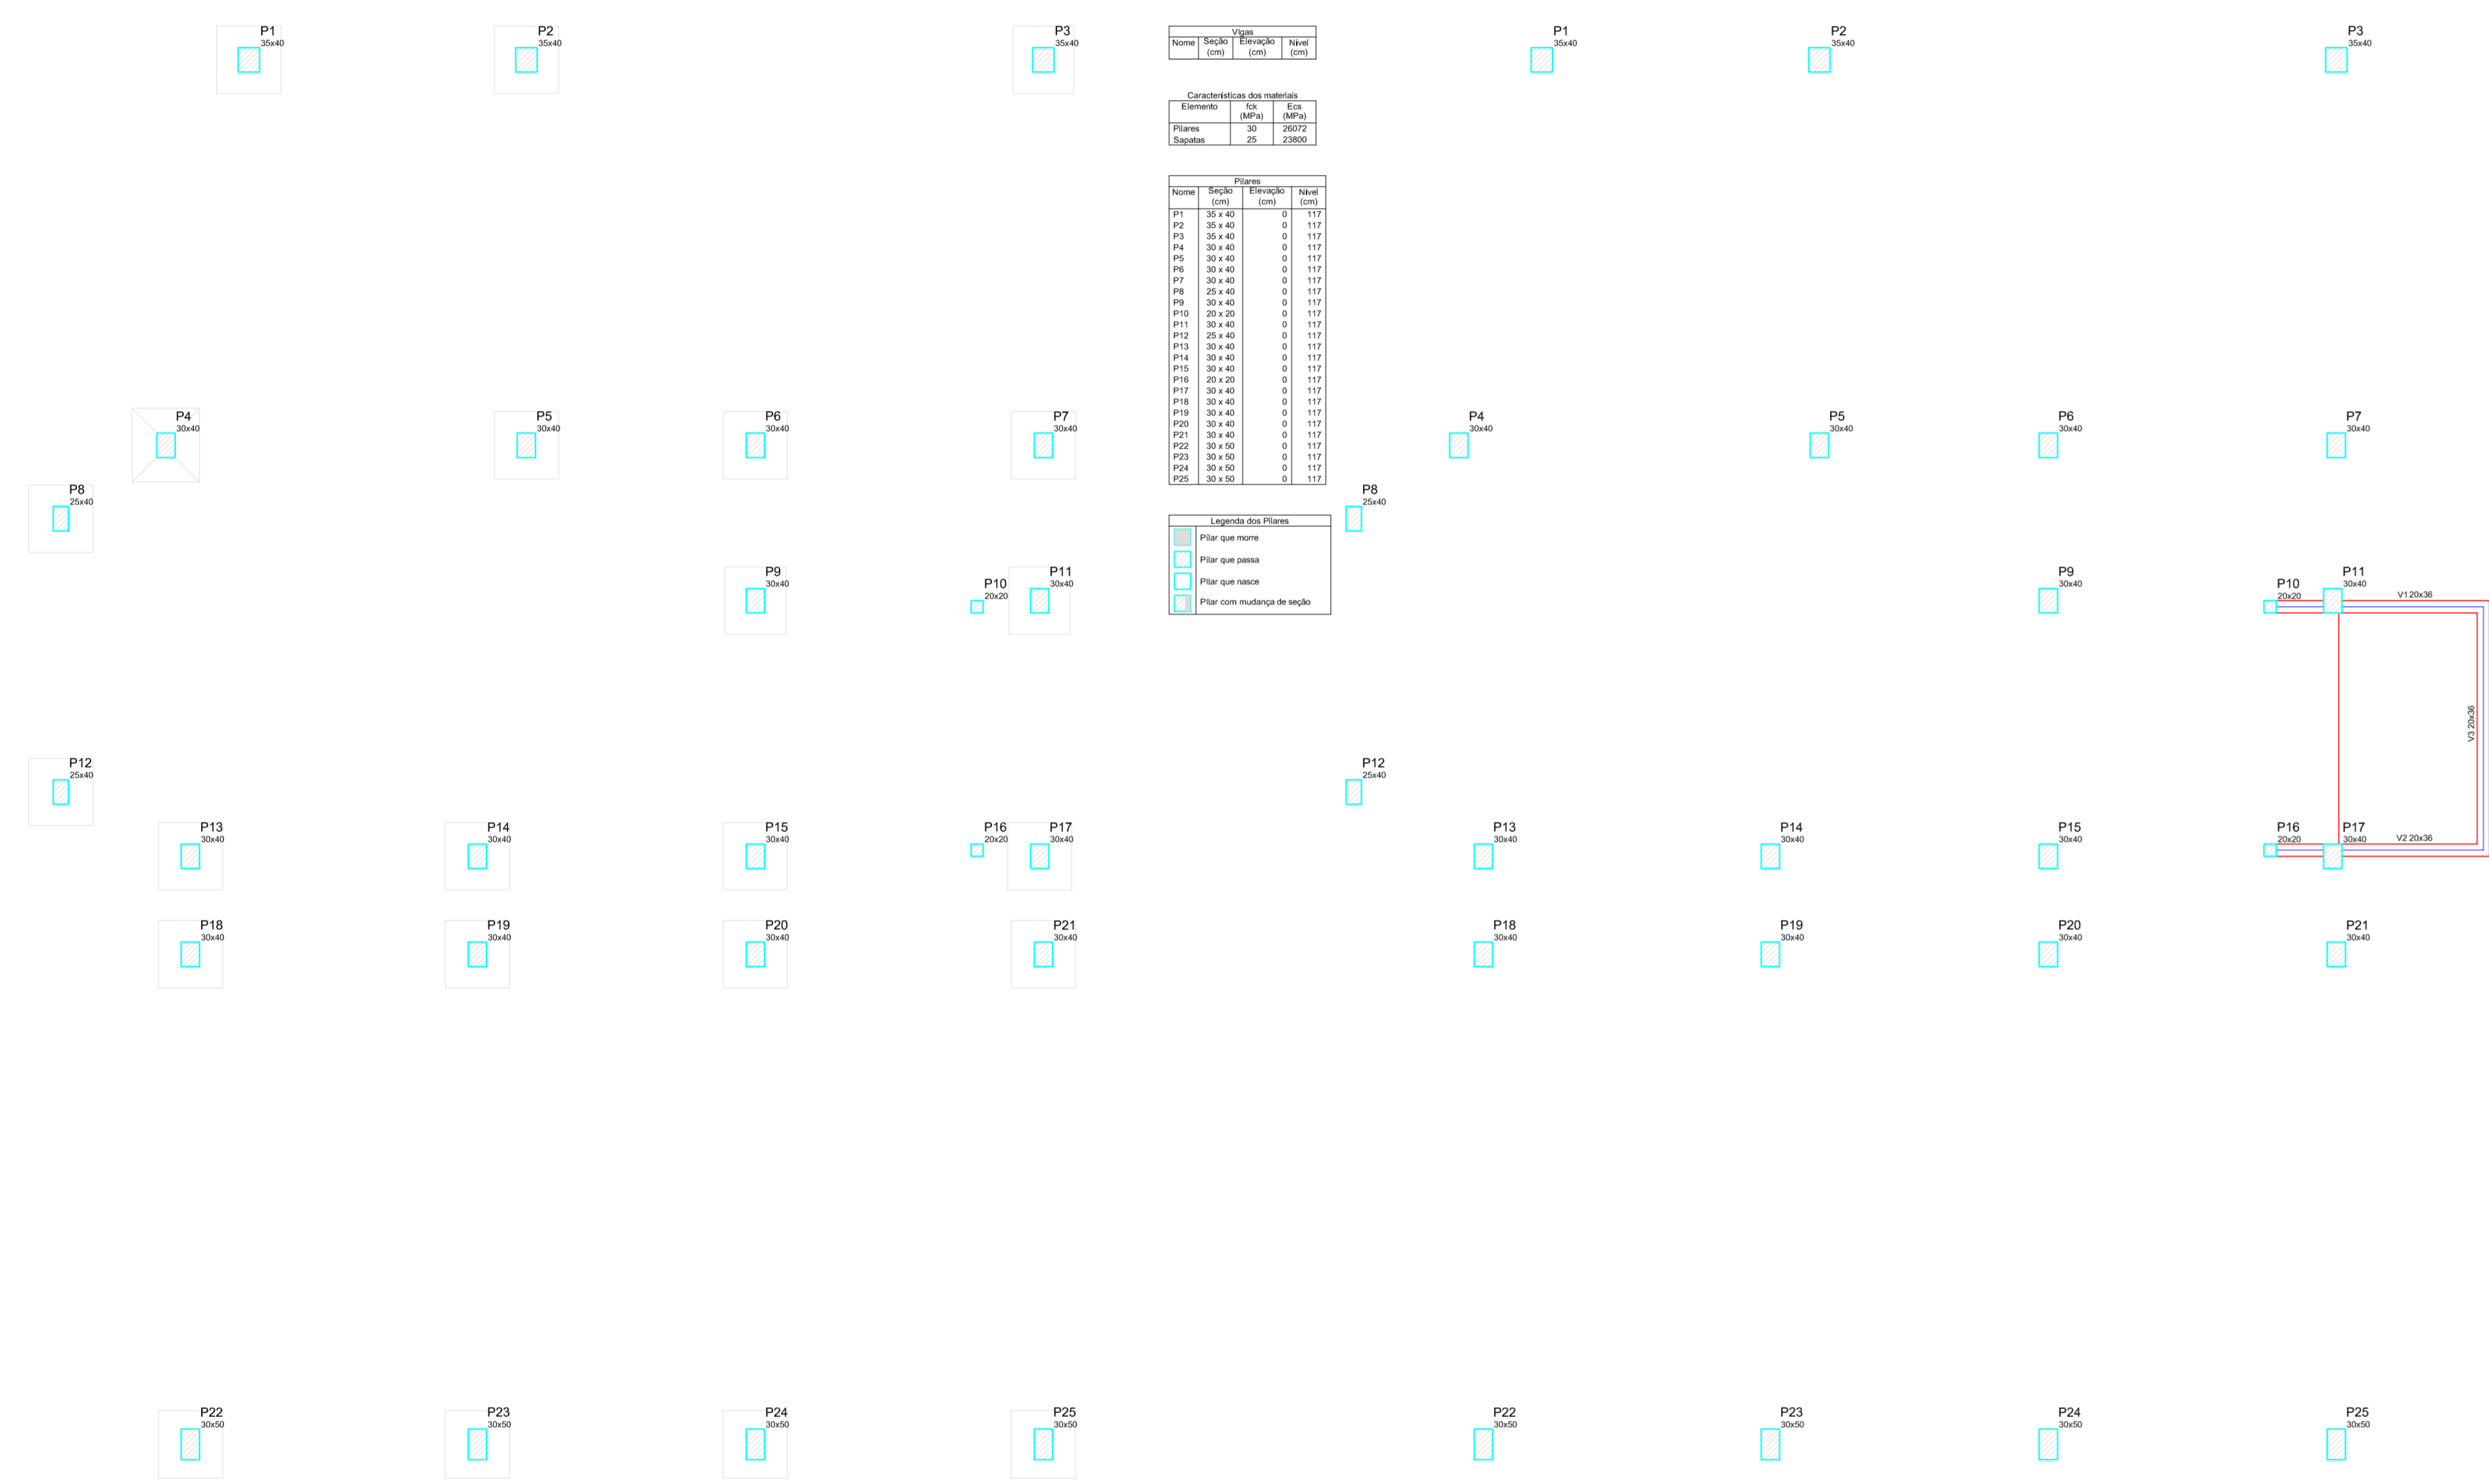 P1
35x40
P2
35x40
P3
35x40
P4
30x40
P5
30x40
P6
30x40
P7
30x40
P8
25x40
P9
30x40
P10
20x20
P11
30x40
P12
25x40
P13
30x40
P14
30x40
P15
30x40
P16
20x20
P17
30x40
P18
30x40
P19
30x40
P20
30x40
P21
30x40
P22
30x50
P23
30x50
P24
30x50
P25
30x50
Vigas
Nome Seção Elevação Nível
(cm) (cm) (cm)
Características dos materiais
Elemento fck Ecs
(MPa) (MPa)
Pilares 30 26072
Sapatas 25 23800
Pilares
Nome Seção Elevação Nível
(cm) (cm) (cm)
P1 35 x 40 0 117
P2 35 x 40 0 117
P3 35 x 40 0 117
P4 30 x 40 0 117
P5 30 x 40 0 117
P6 30 x 40 0 117
P7 30 x 40 0 117
P8 25 x 40 0 117
P9 30 x 40 0 117
P10 20 x 20 0 117
P11 30 x 40 0 117
P12 25 x 40 0 117
P13 30 x 40 0 117
P14 30 x 40 0 117
P15 30 x 40 0 117
P16 20 x 20 0 117
P17 30 x 40 0 117
P18 30 x 40 0 117
P19 30 x 40 0 117
P20 30 x 40 0 117
P21 30 x 40 0 117
P22 30 x 50 0 117
P23 30 x 50 0 117
P24 30 x 50 0 117
P25 30 x 50 0 117
Legenda dos Pilares
Pilar que morre
Pilar que passa
Pilar que nasce
Pilar com mudança de seção
P1
35x40
P2
35x40
P3
35x40
P4
30x40
P5
30x40
P6
30x40
P7
30x40
P8
25x40
P9
30x40
P10
20x20
P11
30x40
V1 20x36
V3 20x36
P12
25x40
P13
30x40
P14
30x40
P15
30x40
P16
20x20
P17
30x40
V2 20x36
P18
30x40
P19
30x40
P20
30x40
P21
30x40
P22
30x50
P23
30x50
P24
30x50
P25
30x50